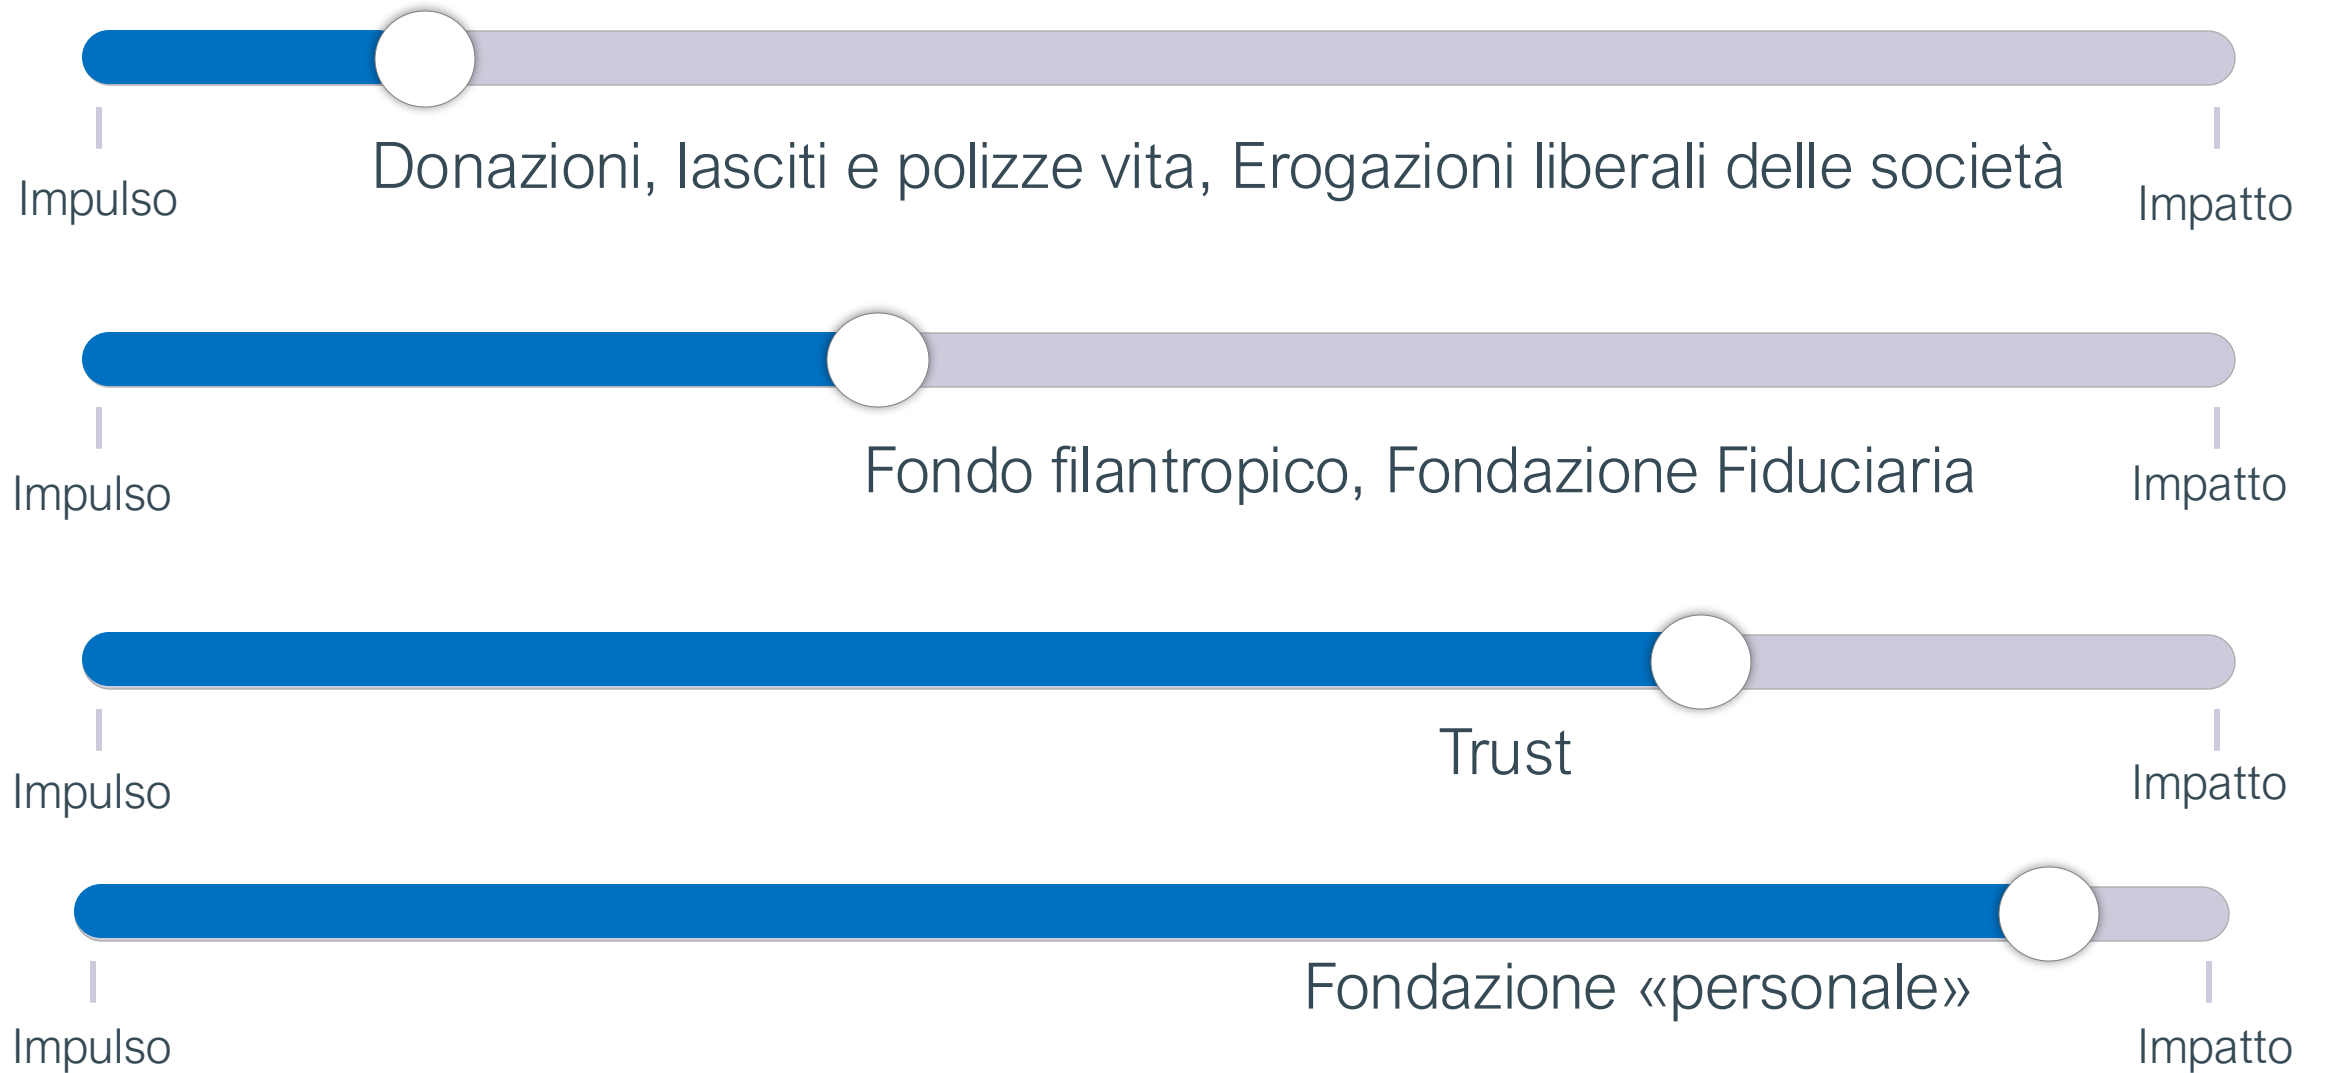 Donazioni, lasciti e polizze vita, Erogazioni liberali delle società
Impulso
Impatto
Fondo filantropico, Fondazione Fiduciaria
Impulso
Impatto
Trust
Impulso
Impatto
Fondazione «personale»
Impulso
Impatto